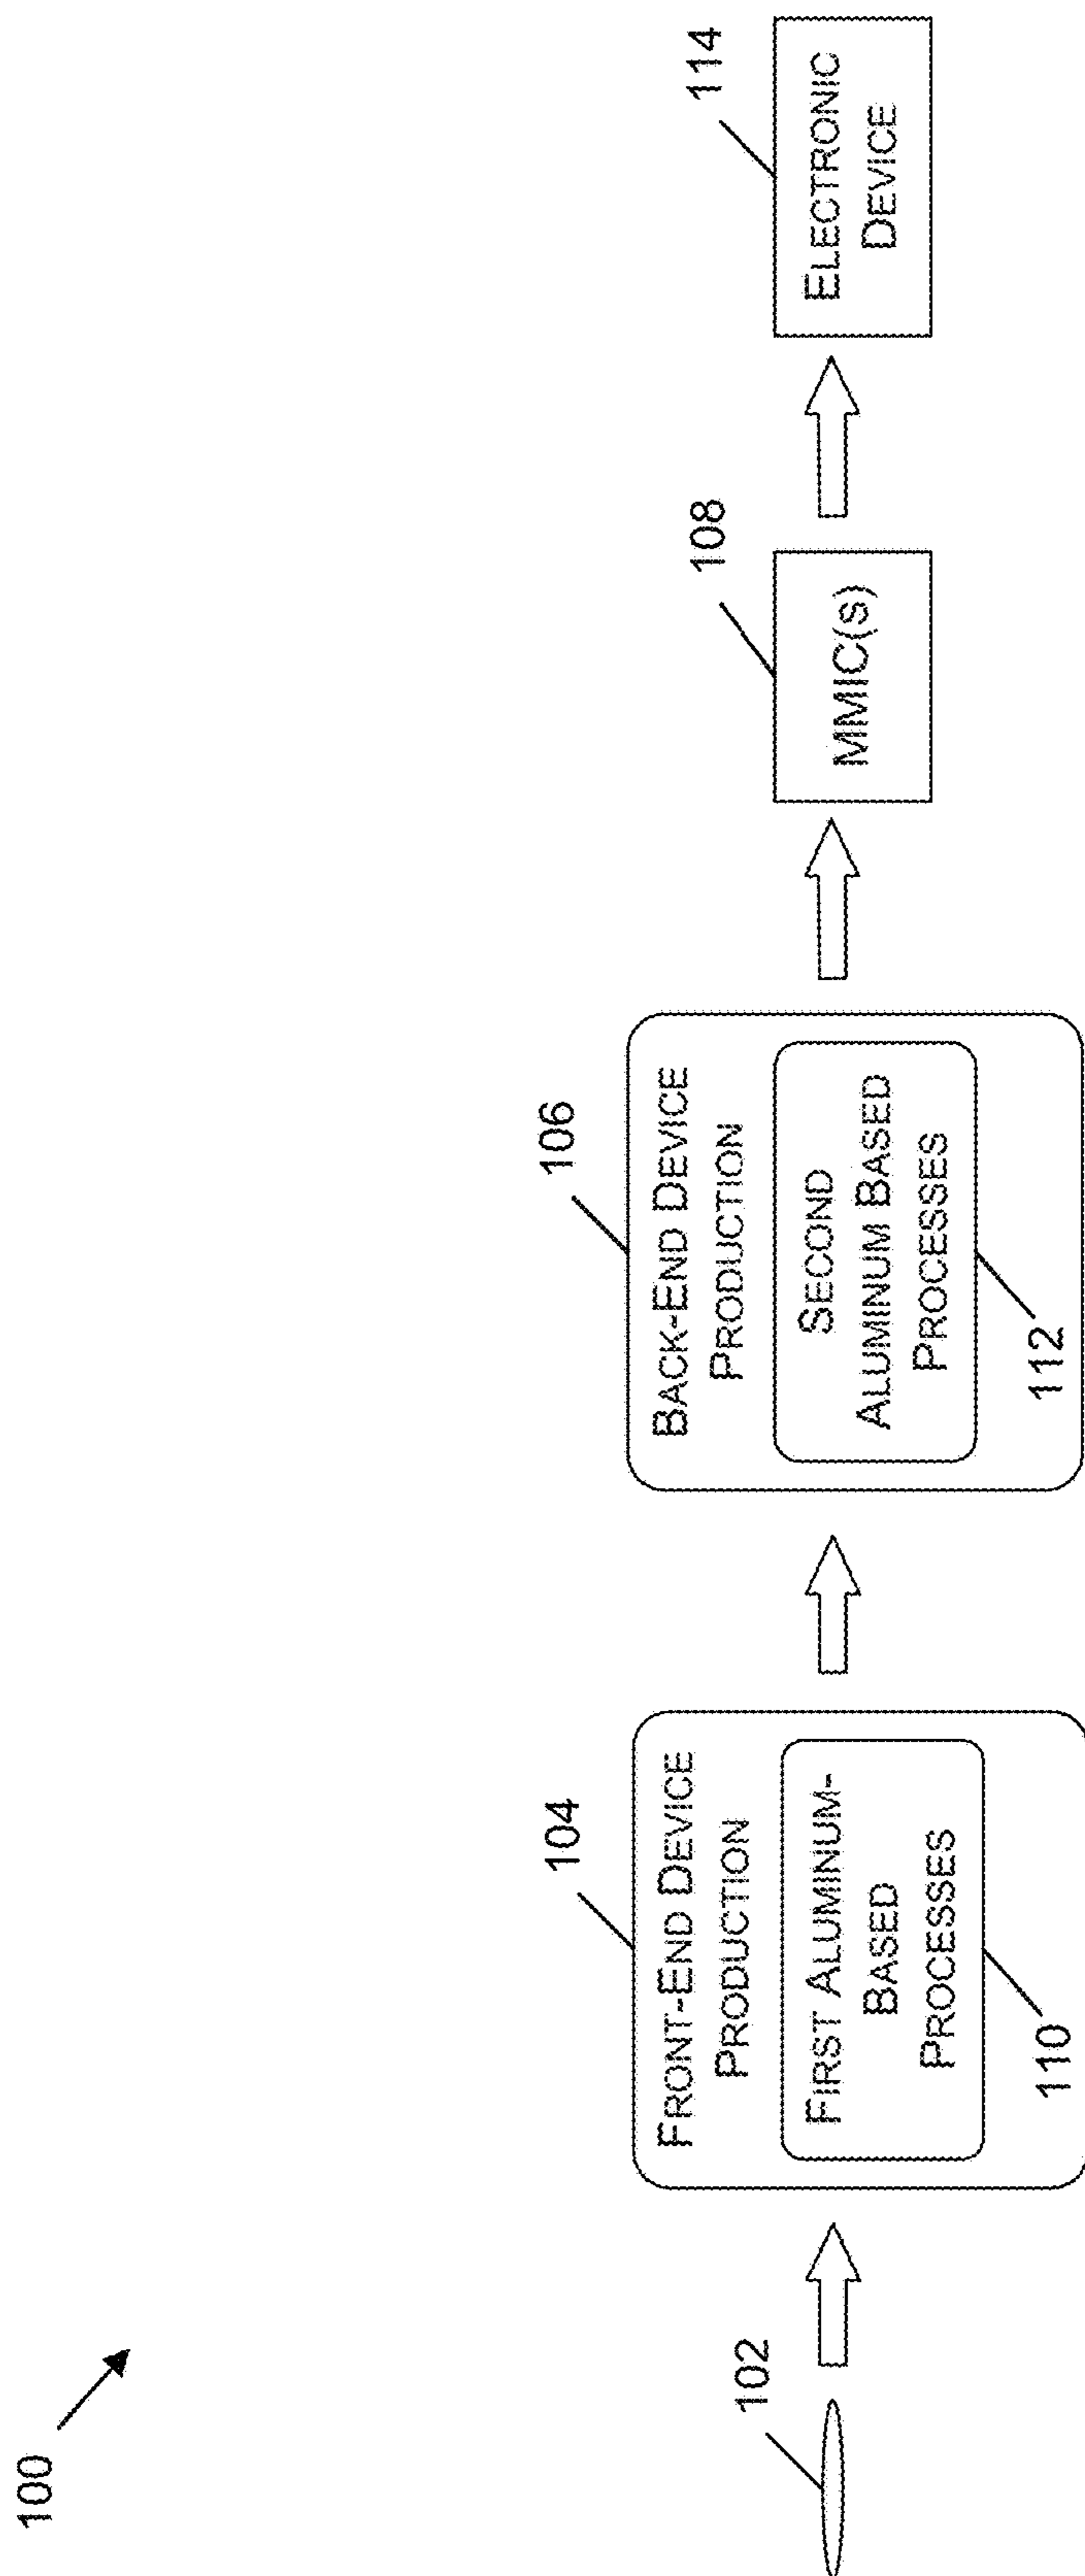 100
102
104
FRONT-END DEVICE
PRODUCTION
FIRST ALUMINUM-
BASED
PROCESSES
110
106
BACK-END DEVICE
PRODUCTION
SECOND
ALUMINUM BASED
PROCESSES
112
108
MMIC(S)
114
ELECTRONIC
DEVICE